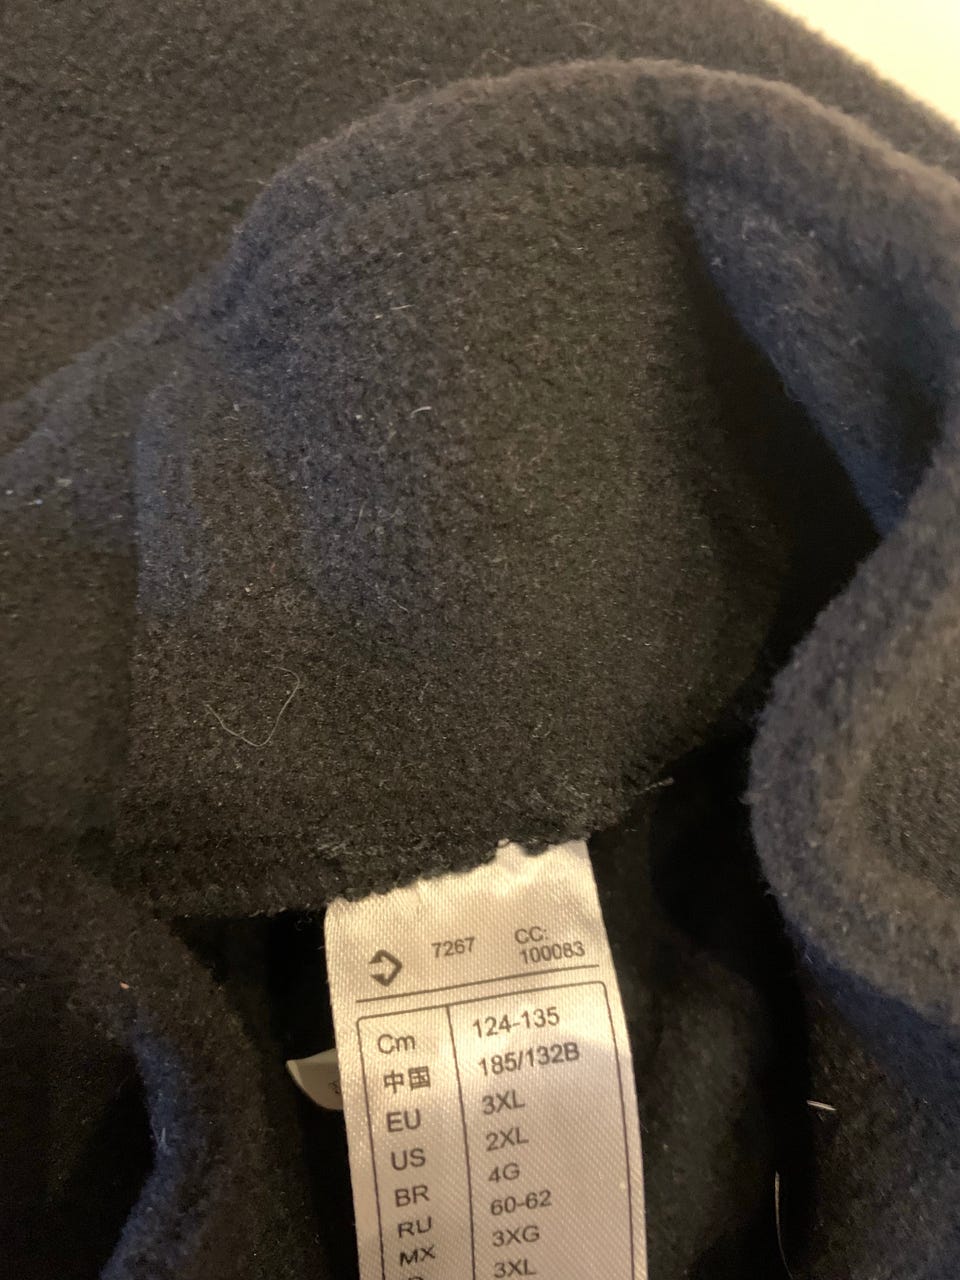 7267 CC:
100083
Cm 124-135
中国 185/132B
EU 3XL
US 2XL
BR 4G
RU 60-62
MX 3XG
3XL